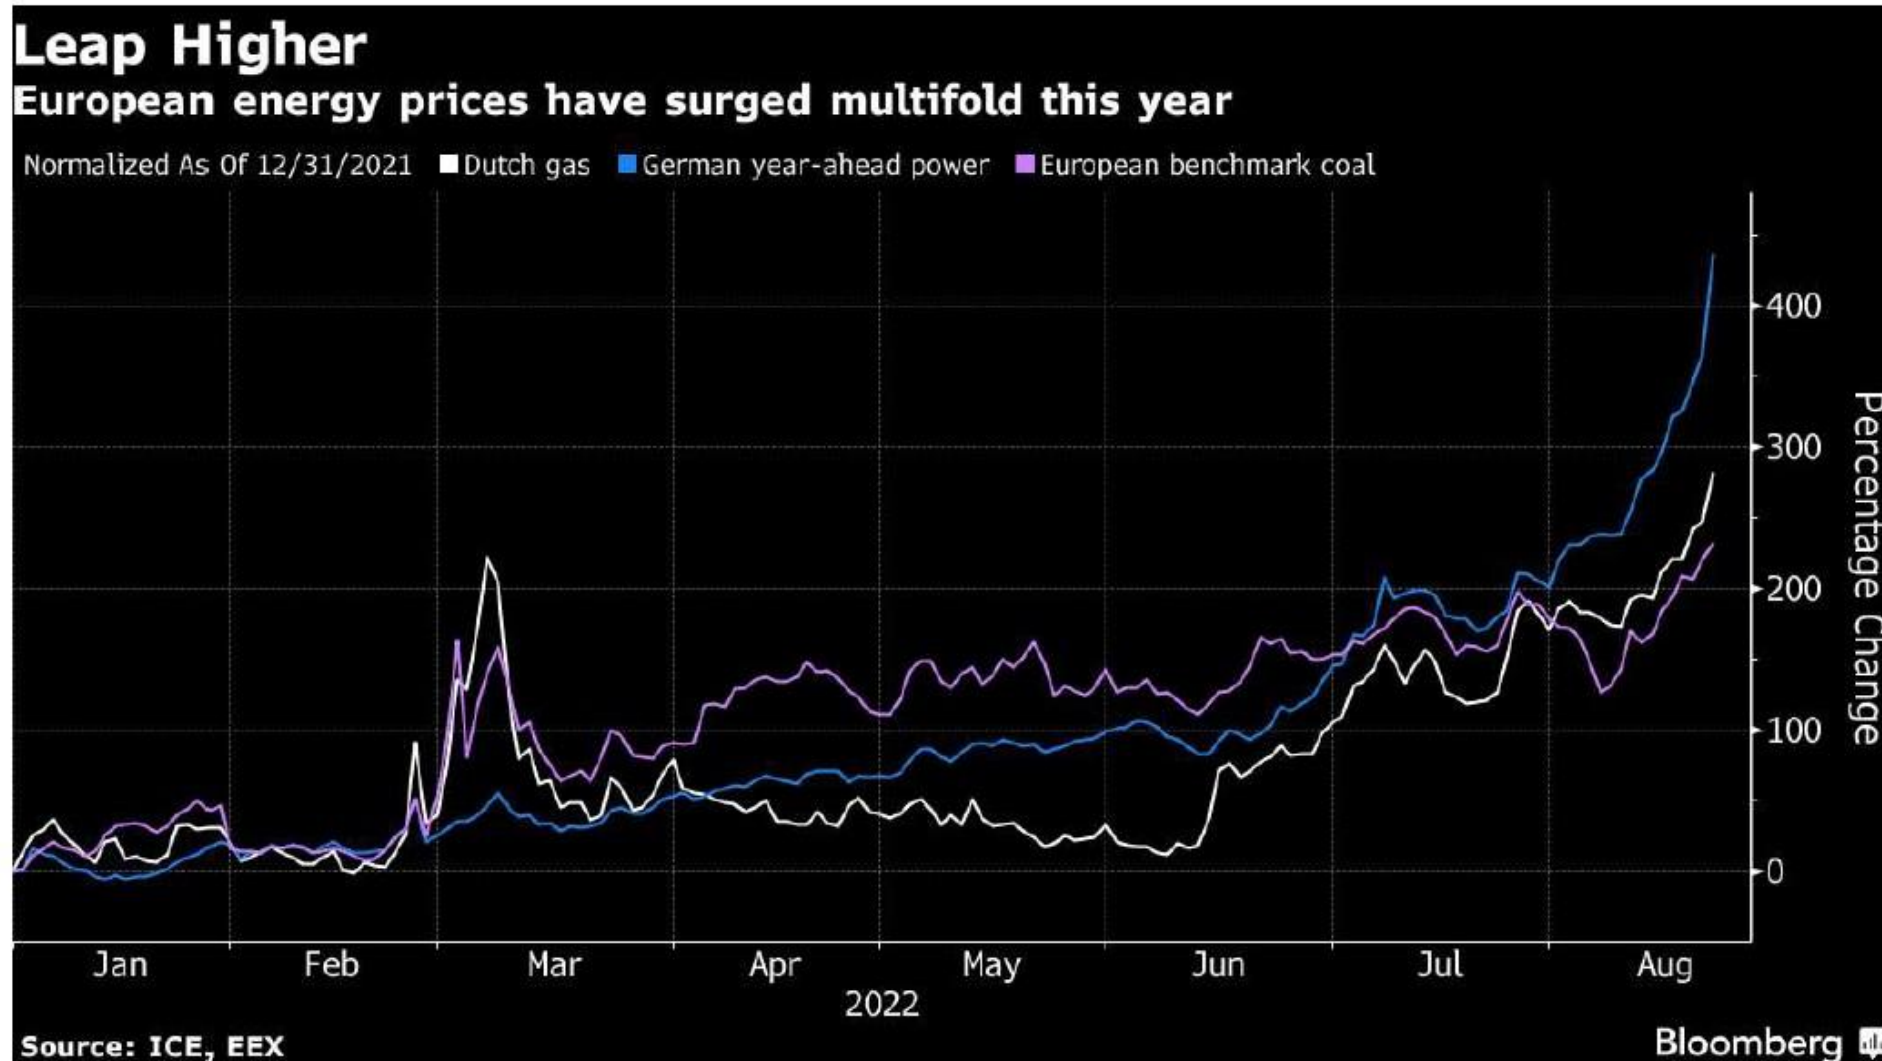 Leap Higher
European energy prices have surged multifold this year
Normalized As Of 12/31/2021 Dutch gas German year-ahead power European benchmark coal
400
300
200
100
0
Percentage Change
Jan Feb Mar Apr May Jun Jul Aug
2022
Source: ICE, EEX
Bloomberg